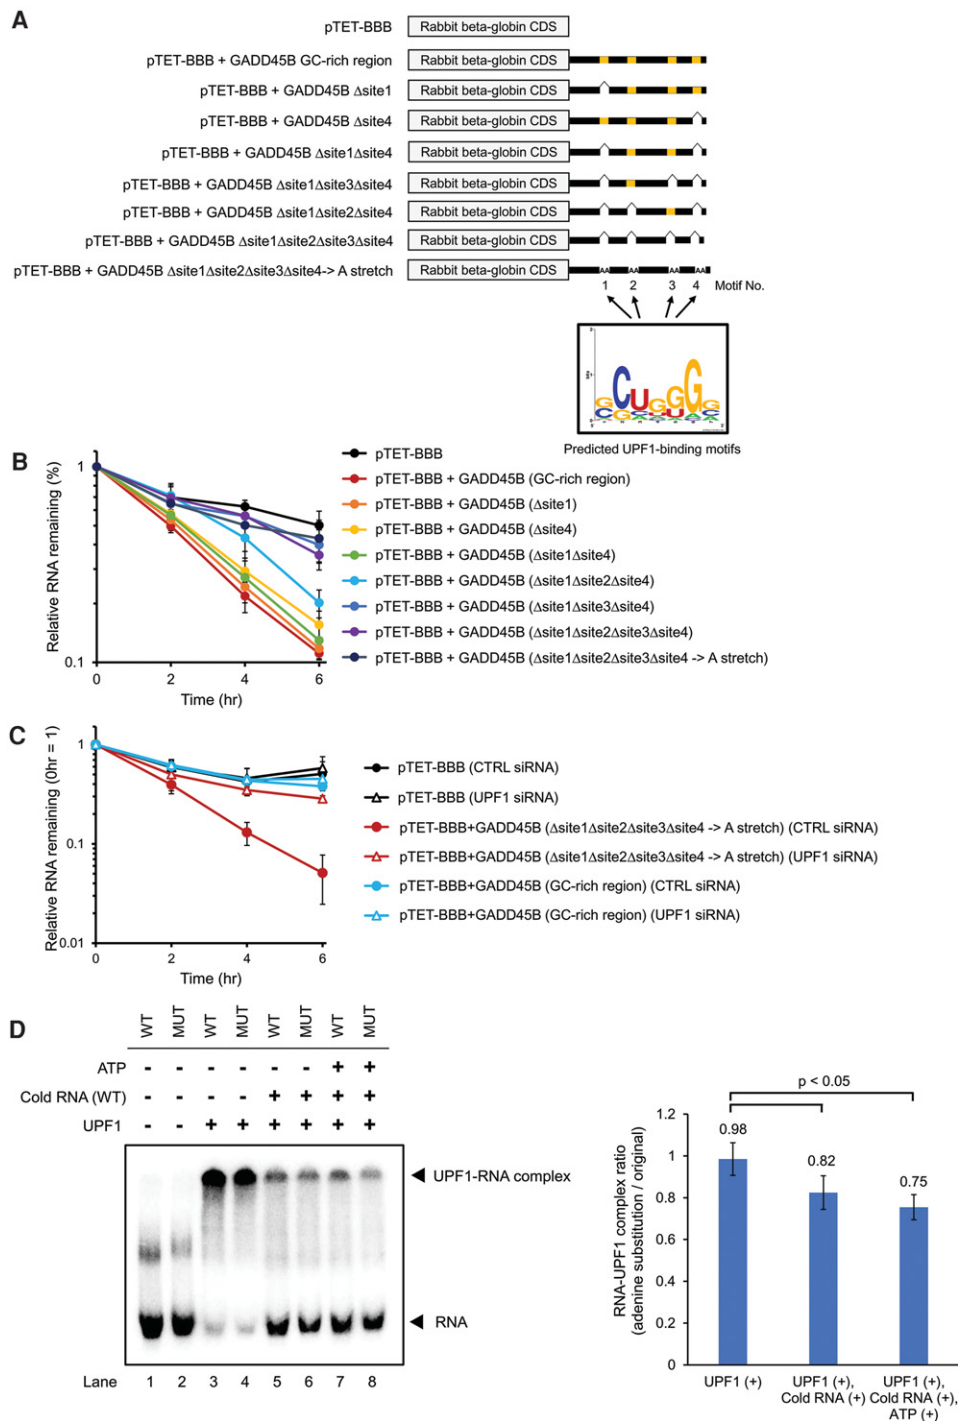 A
pTET-BBB Rabbit beta-globin CDS
pTET-BBB + GADD45B GC-rich region Rabbit beta-globin CDS
pTET-BBB + GADD45B Δsite1 Rabbit beta-globin CDS
pTET-BBB + GADD45B Δsite4 Rabbit beta-globin CDS
pTET-BBB + GADD45B Δsite1Δsite4 Rabbit beta-globin CDS
pTET-BBB + GADD45B Δsite1Δsite3Δsite4 Rabbit beta-globin CDS
pTET-BBB + GADD45B Δsite1Δsite2Δsite4 Rabbit beta-globin CDS
pTET-BBB + GADD45B Δsite1Δsite2Δsite3Δsite4 Rabbit beta-globin CDS
pTET-BBB + GADD45B Δsite1Δsite2Δsite3Δsite4-> A stretch Rabbit beta-globin CDS AA AA AA AA
1 2 3 4 Motif No.
Predicted UPF1-binding motifs
B
Relative RNA remaining (%)
1
0.1
0 2 4 6
Time (hr)
pTET-BBB
pTET-BBB + GADD45B (GC-rich region)
pTET-BBB + GADD45B (Δsite1)
pTET-BBB + GADD45B (Δsite4)
pTET-BBB + GADD45B (Δsite1Δsite4)
pTET-BBB + GADD45B (Δsite1Δsite2Δsite4)
pTET-BBB + GADD45B (Δsite1Δsite3Δsite4)
pTET-BBB + GADD45B (Δsite1Δsite2Δsite3Δsite4)
pTET-BBB + GADD45B (Δsite1Δsite2Δsite3Δsite4 -> A stretch)
C
Relative RNA remaining (0hr = 1)
1
0.1
0.01
0 2 4 6
Time (hr)
pTET-BBB (CTRL siRNA)
pTET-BBB (UPF1 siRNA)
pTET-BBB+GADD45B (Δsite1Δsite2Δsite3Δsite4 -> A stretch) (CTRL siRNA)
pTET-BBB+GADD45B (Δsite1Δsite2Δsite3Δsite4 -> A stretch) (UPF1 siRNA)
pTET-BBB+GADD45B (GC-rich region) (CTRL siRNA)
pTET-BBB+GADD45B (GC-rich region) (UPF1 siRNA)
D
WT MUT WT MUT WT MUT WT MUT
ATP - - - - - - + +
Cold RNA (WT) - - - - + + + +
UPF1 - - + + + + + +
UPF1-RNA complex
RNA
Lane 1 2 3 4 5 6 7 8
RNA-UPF1 complex ratio
(adenine substitution / original)
p < 0.05
1.2
1
0.8
0.6
0.4
0.2
0
0.98
0.82
0.75
UPF1 (+)
UPF1 (+),
Cold RNA (+)
UPF1 (+),
Cold RNA (+),
ATP (+)